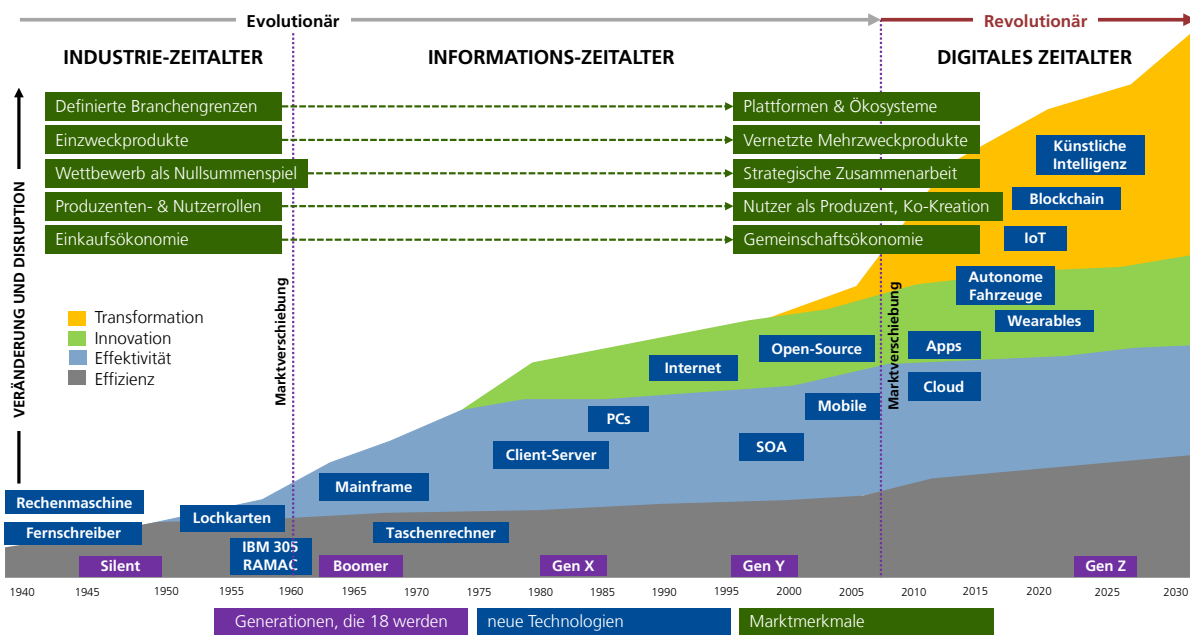 Evolutionär
Revolutionär
INDUSTRIE-ZEITALTER
INFORMATIONS-ZEITALTER
DIGITALES ZEITALTER
VERÄNDERUNG UND DISRUPTION
Definierte Branchengrenzen
Plattformen & Ökosysteme
Einzweckprodukte
Vernetzte Mehrzweckprodukte
Wettbewerb als Nullsummenspiel
Strategische Zusammenarbeit
Produzenten- & Nutzerrollen
Nutzer als Produzent, Ko-Kreation
Einkaufsökonomie
Gemeinschaftsökonomie
Künstliche
Intelligenz
Blockchain
IoT
Autonome
Fahrzeuge
Wearables
Marktverschiebung
Marktverschiebung
Transformation
Innovation
Effektivität
Effizienz
Open-Source
Apps
Internet
Cloud
Mobile
PCs
SOA
Client-Server
Mainframe
Rechenmaschine
Lochkarten
Fernschreiber
Taschenrechner
IBM 305
RAMAC
Silent
Boomer
Gen X
Gen Y
Gen Z
1940 1945 1950 1955 1960 1965 1970 1975 1980 1985 1990 1995 2000 2005 2010 2015 2020 2025 2030
Generationen, die 18 werden
neue Technologien
Marktmerkmale